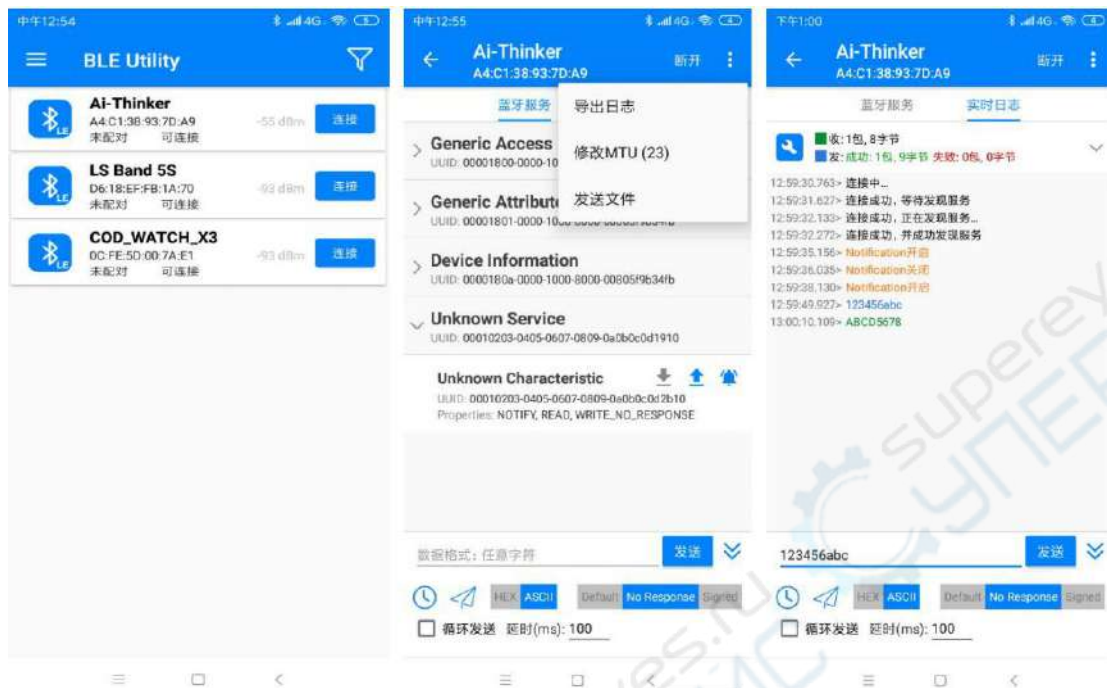 中午12:54
4G
BLE Utility
Ai-Thinker
A4:C1:38:93:7D:A9
未配对 可连接
-55 dBm
连接
LS Band 5S
D6:18:EF:FB:1A:70
未配对 可连接
-93 dBm
连接
COD_WATCH_X3
0C:FE:5D:00:7A:E1
未配对 可连接
-93 dBm
连接
中午12:55
4G
Ai-Thinker
A4:C1:38:93:7D:A9
断开
蓝牙服务
导出日志
修改MTU (23)
发送文件
Generic Access
UUID: 00001800-0000-10
Generic Attribute
UUID: 00001801-0000-1000-8000-00805f9b34fb
Device Information
UUID: 0000180a-0000-1000-8000-00805f9b34fb
Unknown Service
UUID: 00010203-0405-0607-0809-0a0b0c0d1910
Unknown Characteristic
UUID: 00010203-0405-0607-0809-0a0b0c0d2b10
Properties: NOTIFY, READ, WRITE_NO_RESPONSE
数据格式: 任意字符
发送
HEX ASCII Default No Response Signed
循环发送 延时(ms): 100
下午1:00
4G
Ai-Thinker
A4:C1:38:93:7D:A9
断开
蓝牙服务 实时日志
收: 1包, 8字节
发: 成功: 1包, 9字节 失败: 0包, 0字节
12:59:30.763> 连接中...
12:59:31.627> 连接成功, 等待发现服务
12:59:32.133> 连接成功, 正在发现服务...
12:59:32.272> 连接成功, 并成功发现服务
12:59:35.156> Notification开启
12:59:36.035> Notification关闭
12:59:38.130> Notification开启
12:59:49.927> 123456abc
13:00:10.109> ABCD5678
123456abc
发送
HEX ASCII Default No Response Signed
循环发送 延时(ms): 100